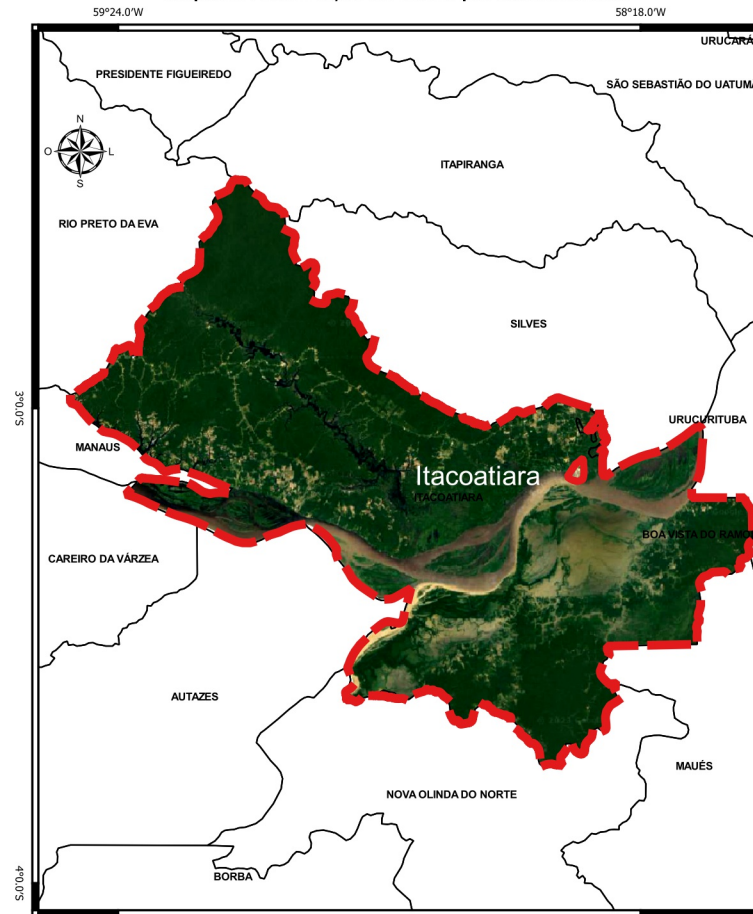 59°24.0'W
58°18.0'W
URUCARÁ
PRESIDENTE FIGUEIREDO
SÃO SEBASTIÃO DO UATUMA
N
O
L
S
ITAPIRANGA
RIO PRETO DA EVA
SILVES
3°0.0'S
URUCURITUBA
MANAUS
Itacoatiara
ITACOATIARA
BOA VISTA DO RAMO
CAREIRO DA VÁRZEA
AUTAZES
MAUÉS
NOVA OLINDA DO NORTE
4°0.0'S
BORBA